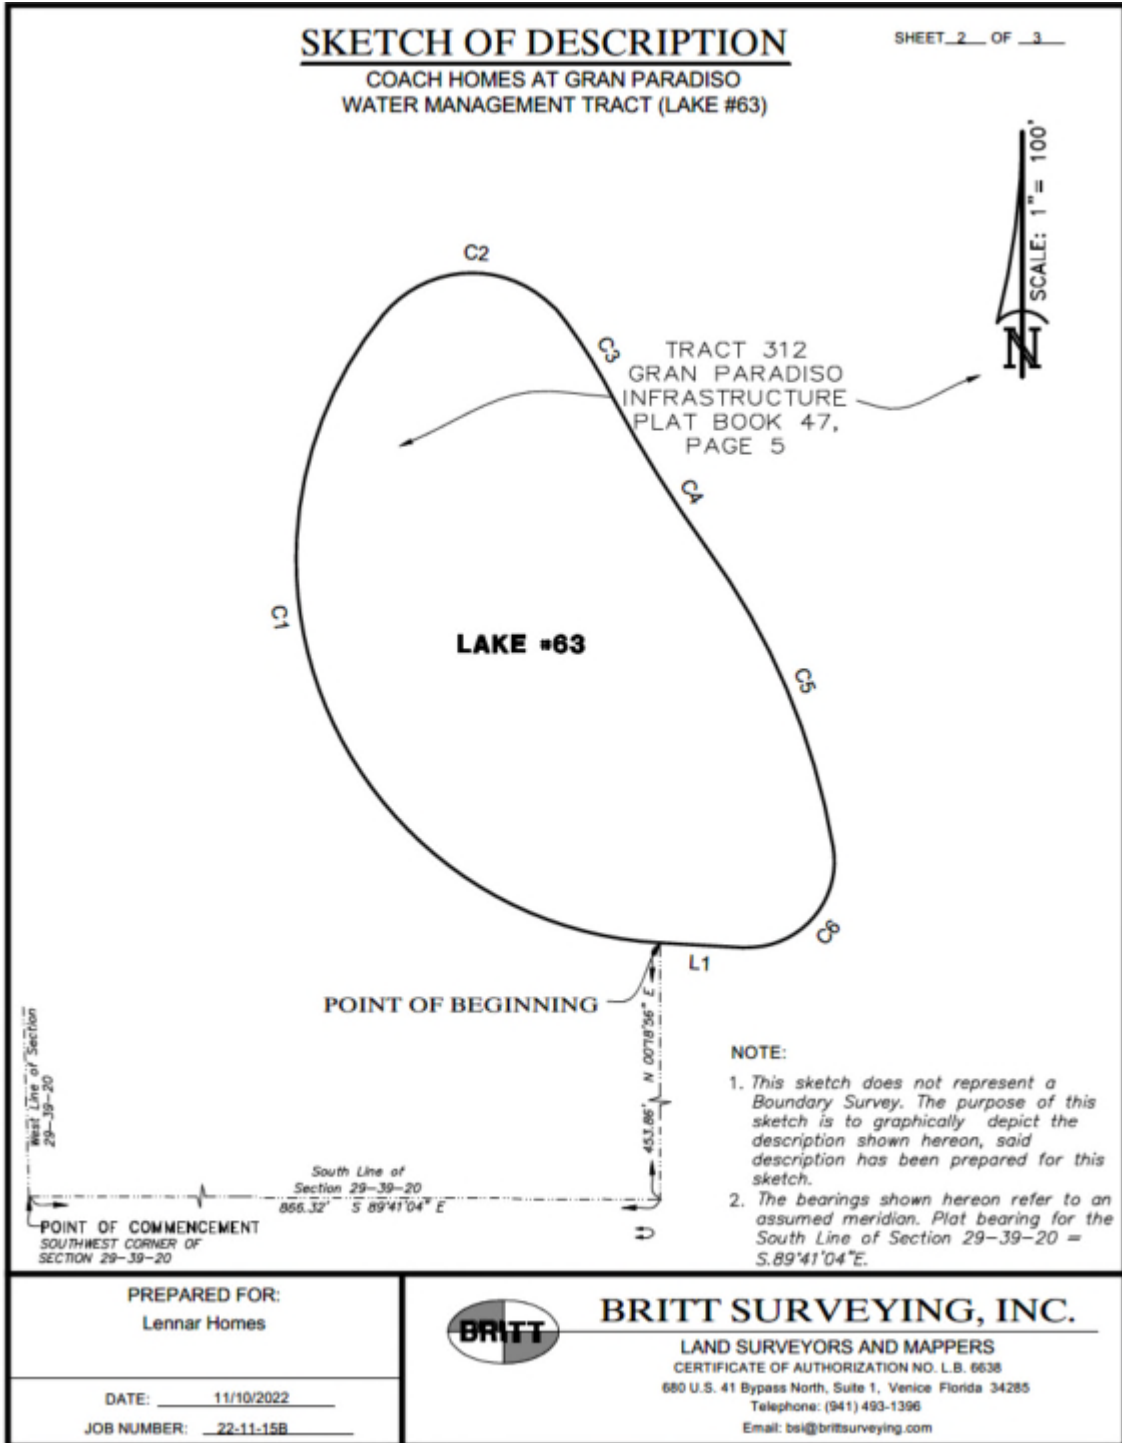 SKETCH OF DESCRIPTION
SHEET 2 OF 3
COACH HOMES AT GRAN PARADISO
WATER MANAGEMENT TRACT (LAKE #63)
SCALE: 1"= 100'
N
C2
C3
TRACT 312
GRAN PARADISO
INFRASTRUCTURE
PLAT BOOK 47,
PAGE 5
C4
C1
LAKE #63
C5
C6
L1
POINT OF BEGINNING
453.86' N 00°18'56" E
West Line of Section
29-39-20
South Line of
Section 29-39-20
866.32' S 89°41'04" E
POINT OF COMMENCEMENT
SOUTHWEST CORNER OF
SECTION 29-39-20
NOTE:
1. This sketch does not represent a
Boundary Survey. The purpose of this
sketch is to graphically depict the
description shown hereon, said
description has been prepared for this
sketch.
2. The bearings shown hereon refer to an
assumed meridian. Plat bearing for the
South Line of Section 29-39-20 =
S.89°41'04"E.
PREPARED FOR:
Lennar Homes
DATE: 11/10/2022
JOB NUMBER: 22-11-15B
BRITT
BRITT SURVEYING, INC.
LAND SURVEYORS AND MAPPERS
CERTIFICATE OF AUTHORIZATION NO. L.B. 6638
680 U.S. 41 Bypass North, Suite 1, Venice Florida 34285
Telephone: (941) 493-1396
Email: bsi@brittsurveying.com